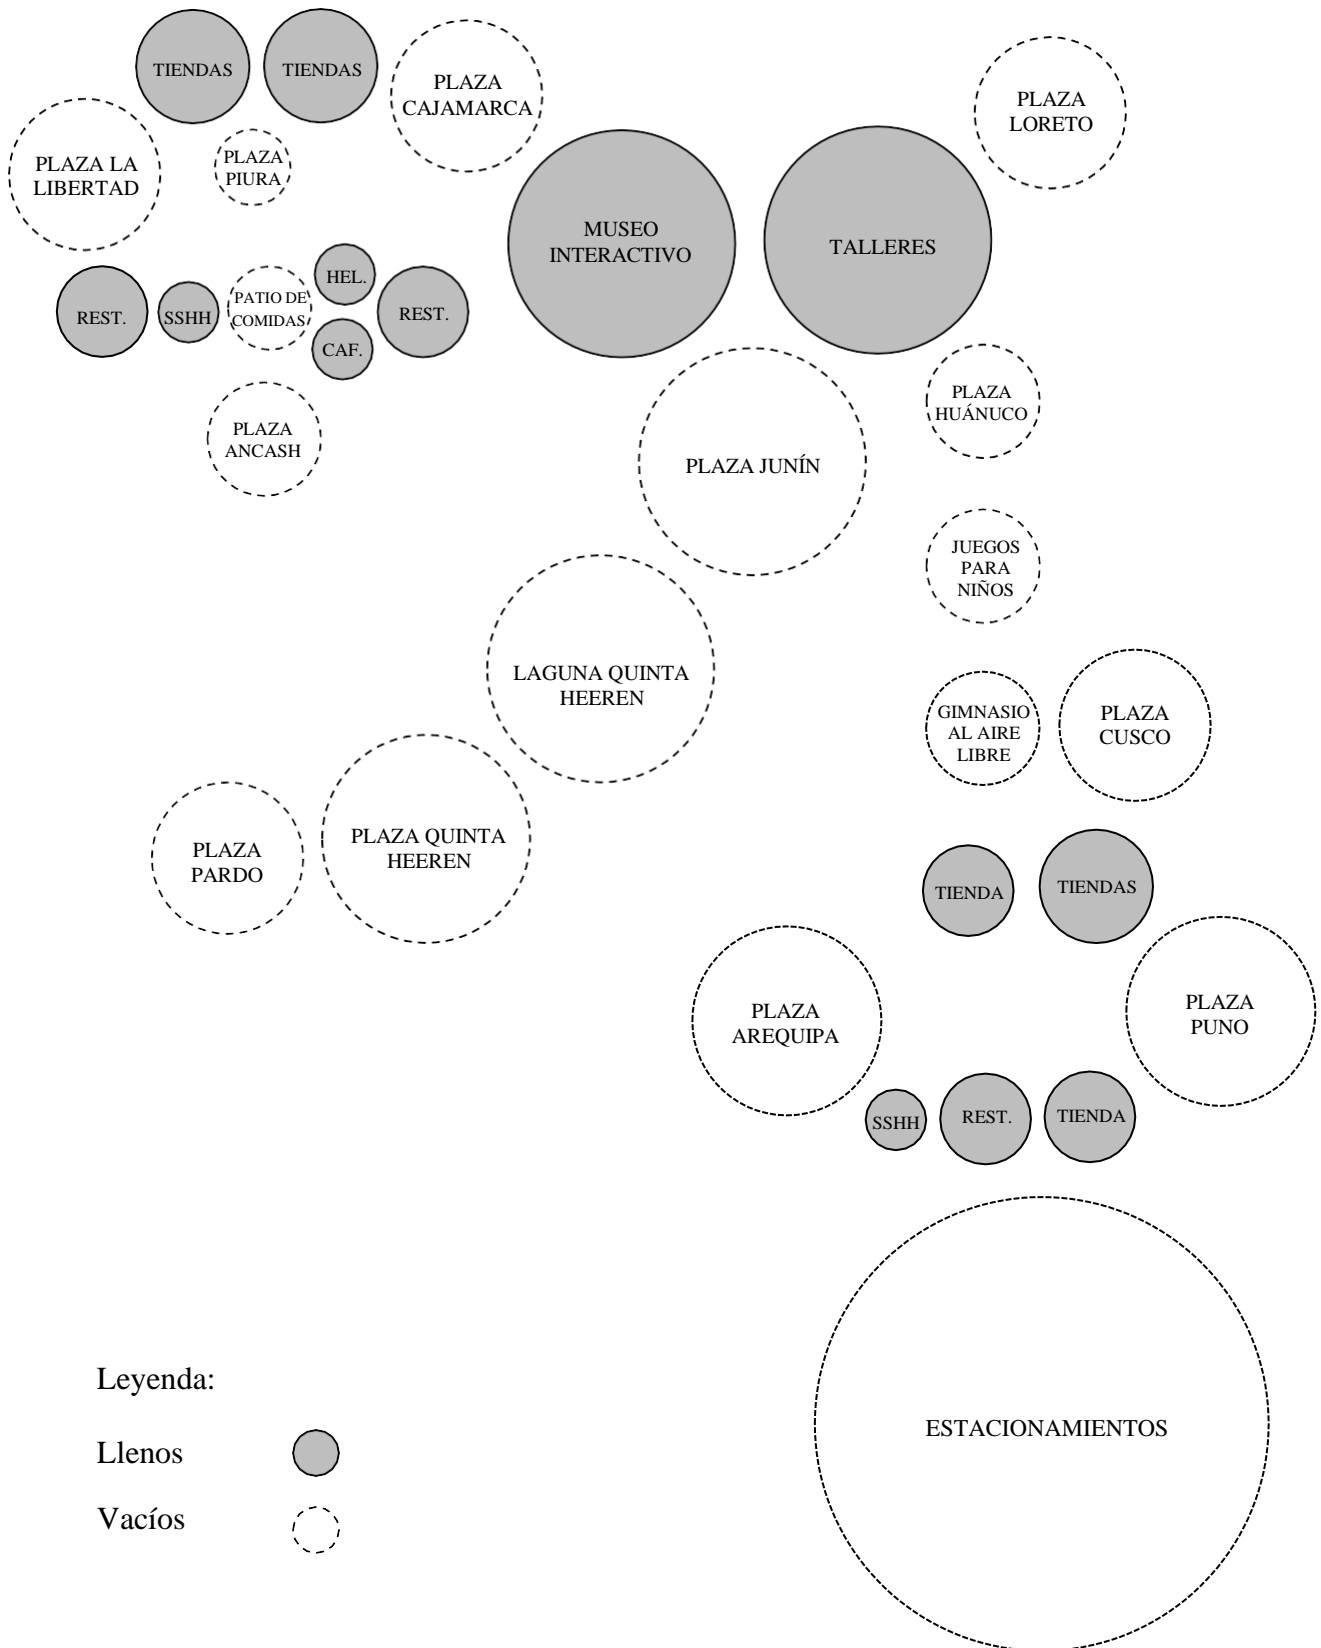 TIENDAS
TIENDAS
PLAZA
CAJAMARCA
PLAZA
LORETO
PLAZA LA
LIBERTAD
PLAZA
PIURA
MUSEO
INTERACTIVO
TALLERES
REST.
SSHH
PATIO DE
COMIDAS
HEL.
CAF.
REST.
PLAZA
ANCASH
PLAZA JUNÍN
PLAZA
HUÁNUCO
JUEGOS
PARA
NIÑOS
LAGUNA QUINTA
HEEREN
GIMNASIO
AL AIRE
LIBRE
PLAZA
CUSCO
PLAZA
PARDO
PLAZA QUINTA
HEEREN
TIENDA
TIENDAS
PLAZA
AREQUIPA
PLAZA
PUNO
SSHH
REST.
TIENDA
ESTACIONAMIENTOS
Leyenda:
Llenos
Vacíos